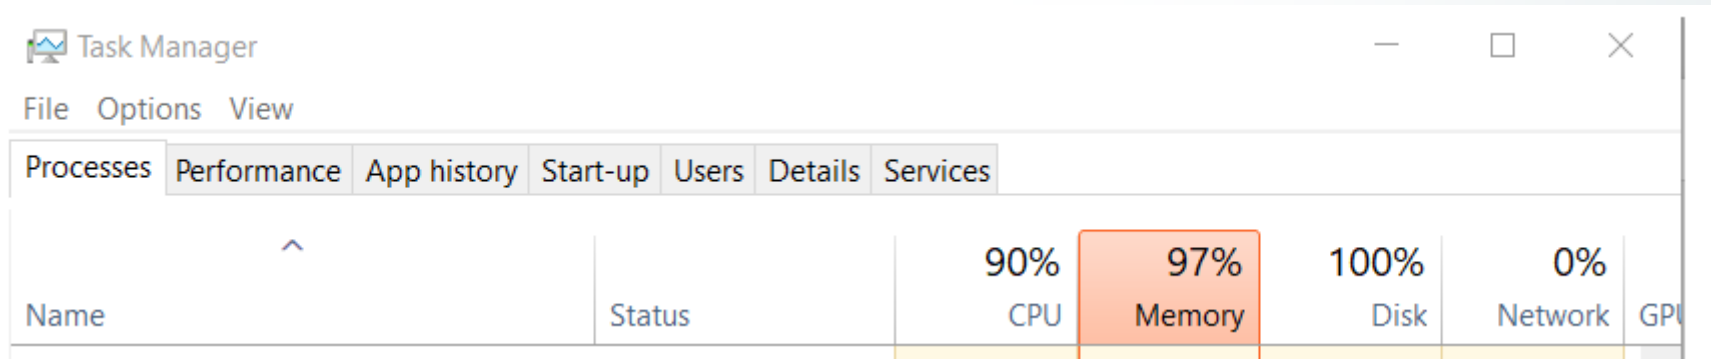 Task Manager
File Options View
Processes Performance App history Start-up Users Details Services
90% 97% 100% 0%
Name Status CPU Memory Disk Network GPU